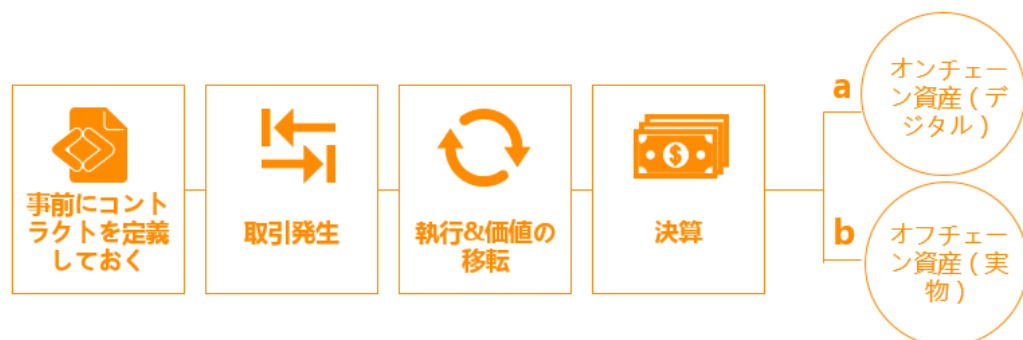 事前にコント
ラクトを定義
しておく
取引発生
執行&価値の
移転
$
決算
a
オンチェー
ン資産 ( デ
ジタル )
b
オフチェー
ン資産 ( 実
物 )